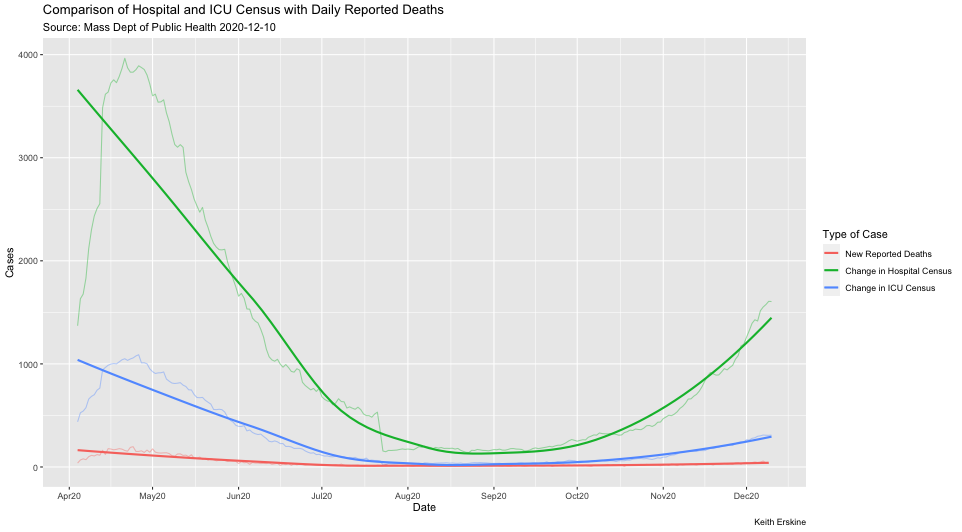 Comparison of Hospital and ICU Census with Daily Reported Deaths
Source: Mass Dept of Public Health 2020-12-10
Cases
4000
3000
2000
1000
0
Apr20 May20 Jun20 Jul20 Aug20 Sep20 Oct20 Nov20 Dec20
Date
Type of Case
New Reported Deaths
Change in Hospital Census
Change in ICU Census
Keith Erskine